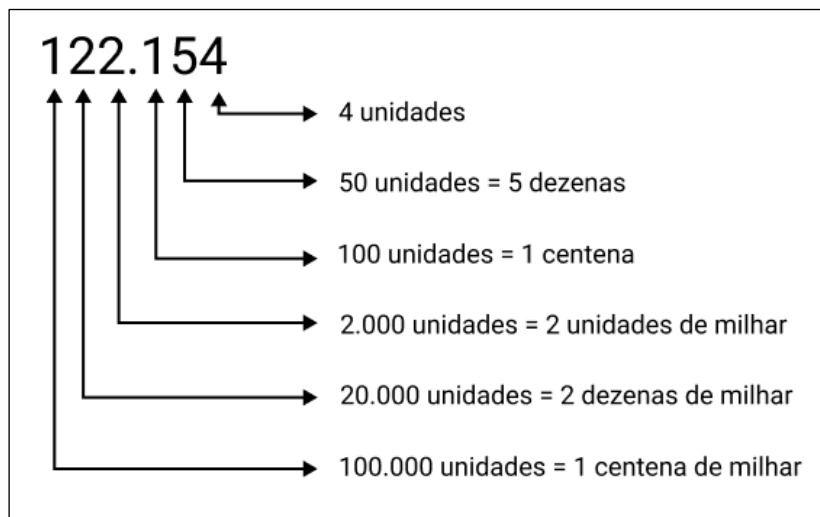 122.154
4 unidades
50 unidades = 5 dezenas
100 unidades = 1 centena
2.000 unidades = 2 unidades de milhar
20.000 unidades = 2 dezenas de milhar
100.000 unidades = 1 centena de milhar